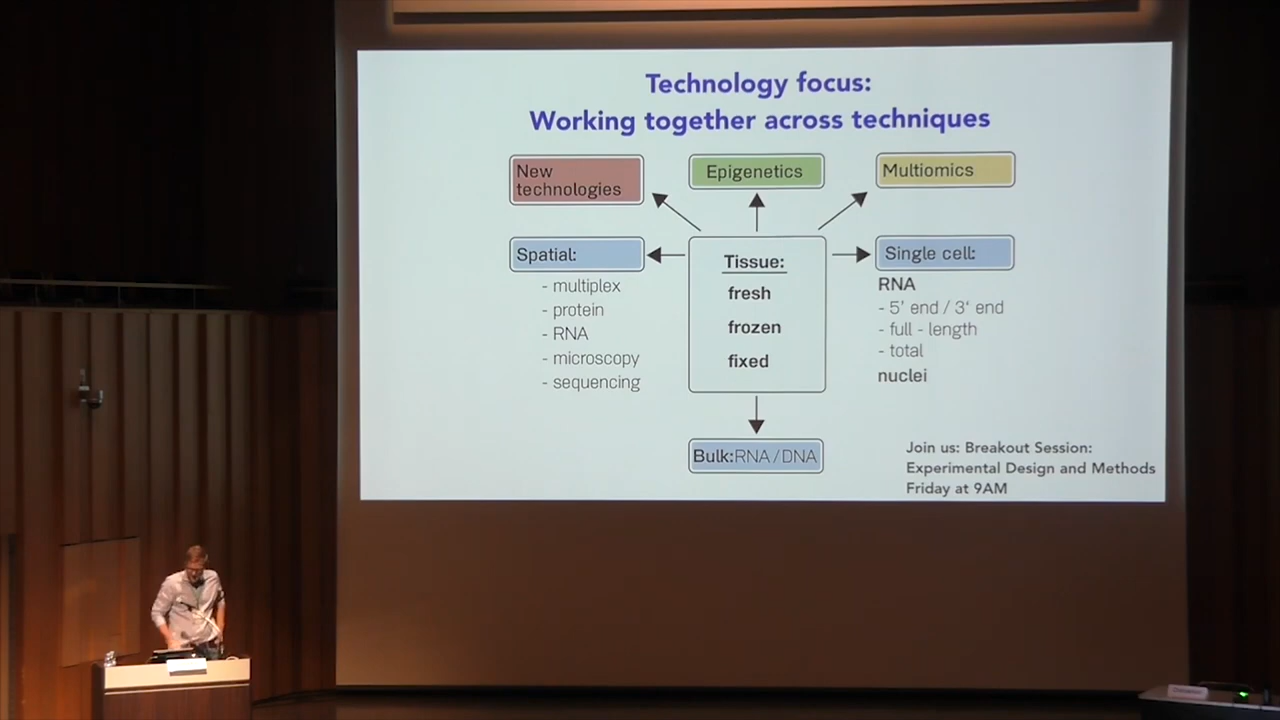 Technology focus:
Working together across techniques
New
technologies
Epigenetics
Multiomics
Spatial:
- multiplex
- protein
- RNA
- microscopy
- sequencing
Tissue:
fresh
frozen
fixed
Single cell:
RNA
- 5' end / 3' end
- full - length
- total
nuclei
Bulk:RNA/DNA
Join us: Breakout Session:
Experimental Design and Methods
Friday at 9AM